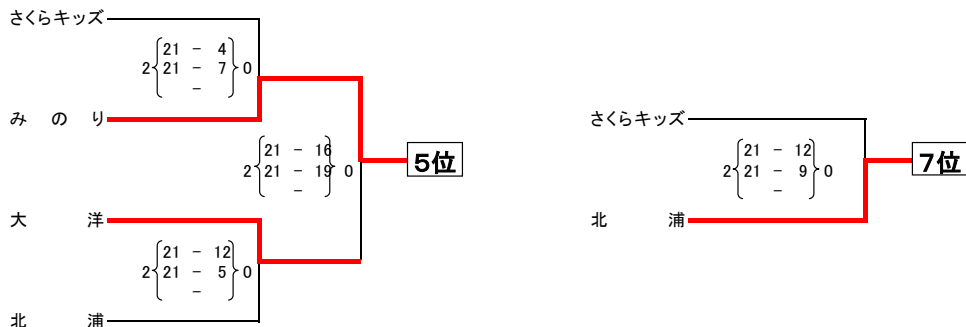 さくらキッズ
21 - 4
2 21 - 7 0
-
み の り
さくらキッズ
21 - 16
2 21 - 19 0
-
5位
21 - 12
2 21 - 9 0
-
7位
大 洋
北 浦
21 - 12
2 21 - 5 0
-
北 浦